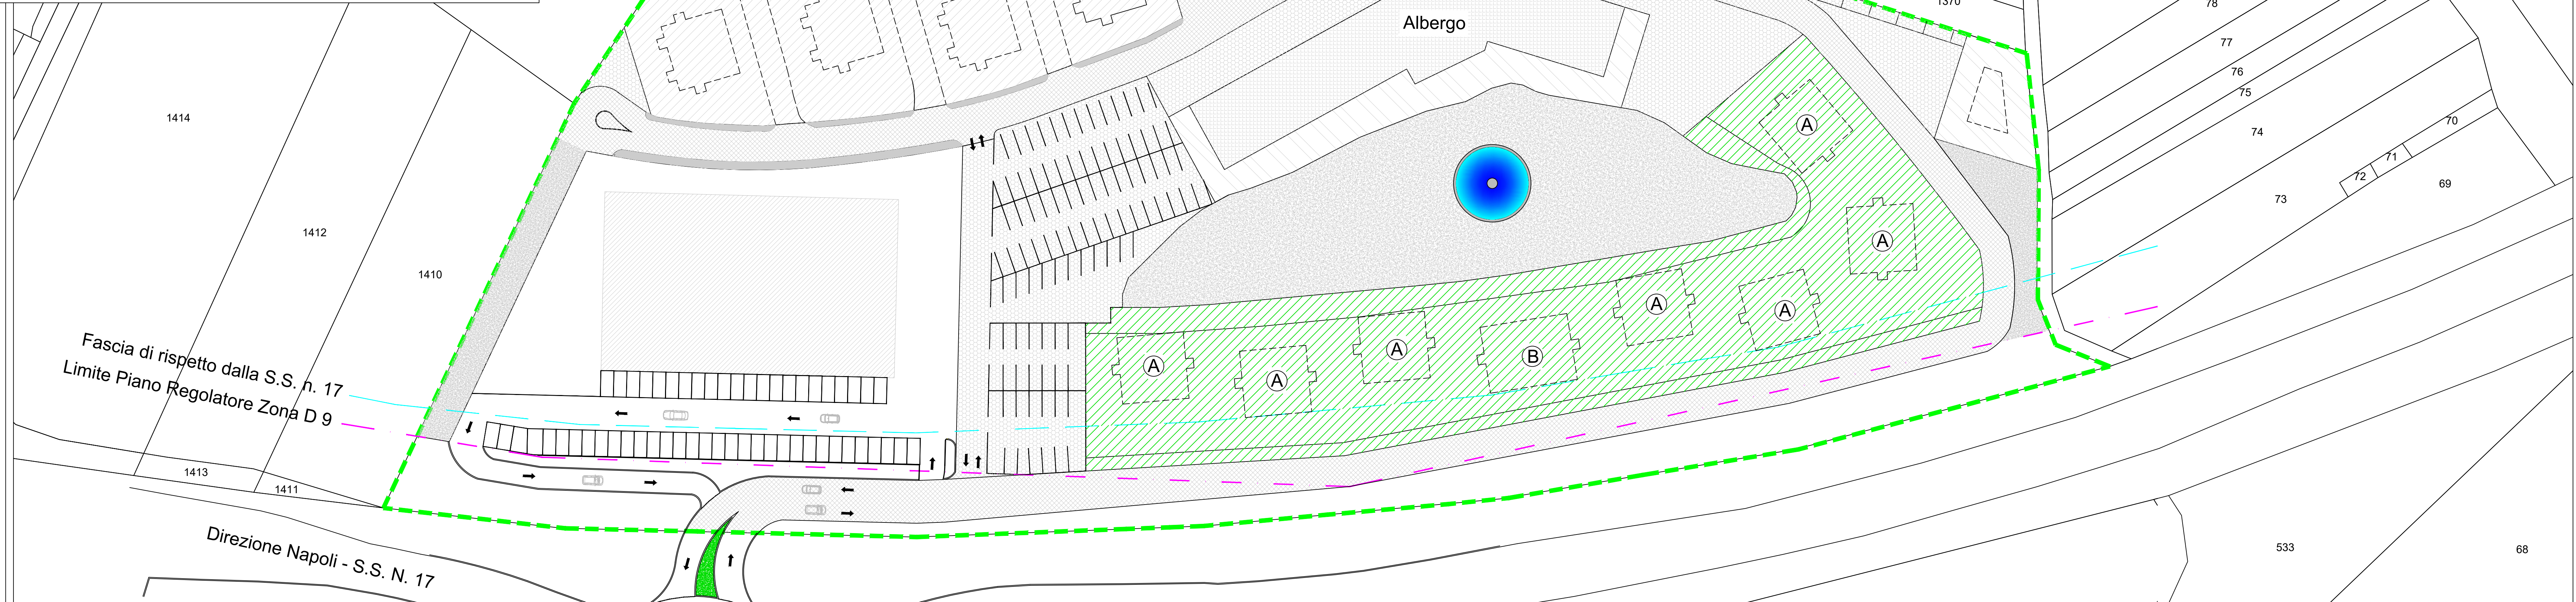 1370
78
Albergo
77
76
75
1414
70
74
A
71
72
69
73
1412
A
1410
A
A
Fascia di rispetto dalla S.S. n. 17
A
B
A
A
Limite Piano Regolatore Zona D 9
1413
1411
Direzione Napoli - S.S. N. 17
533
68